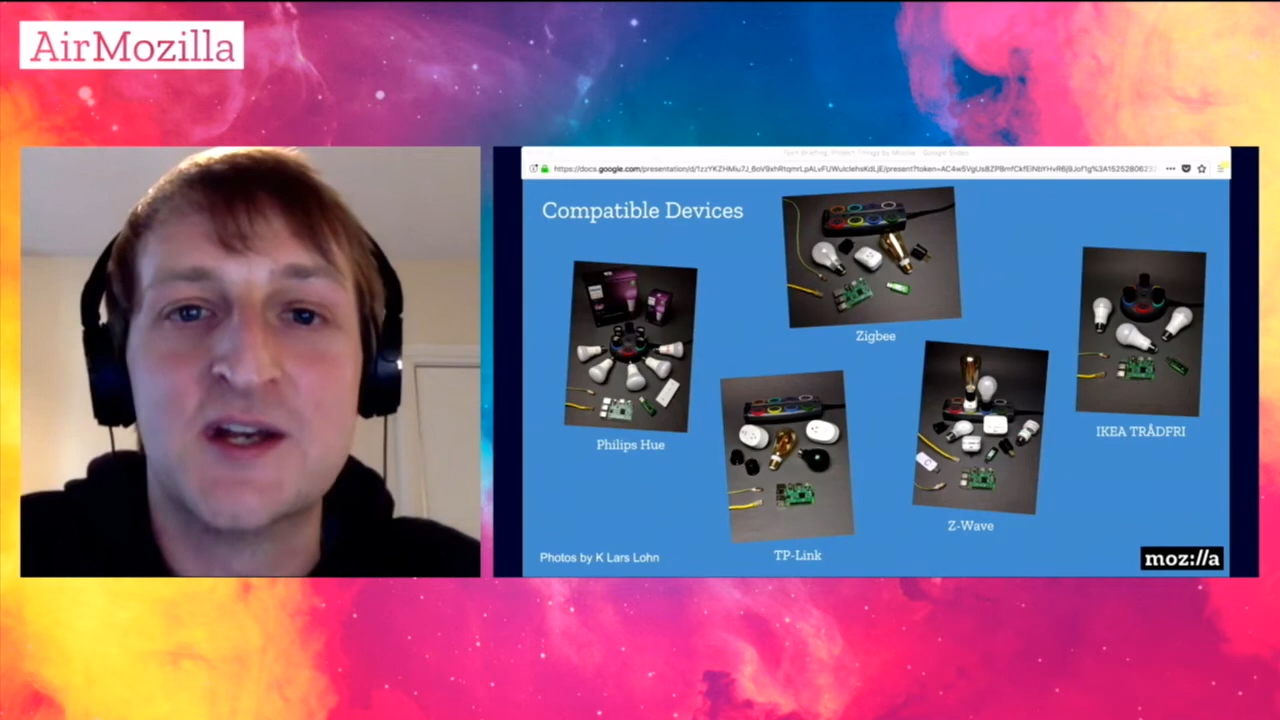 AirMozilla
Compatible Devices
Zigbee
Philips Hue
IKEA TRÅDFRI
Z-Wave
TP-Link
Photos by K Lars Lohn
moz://a